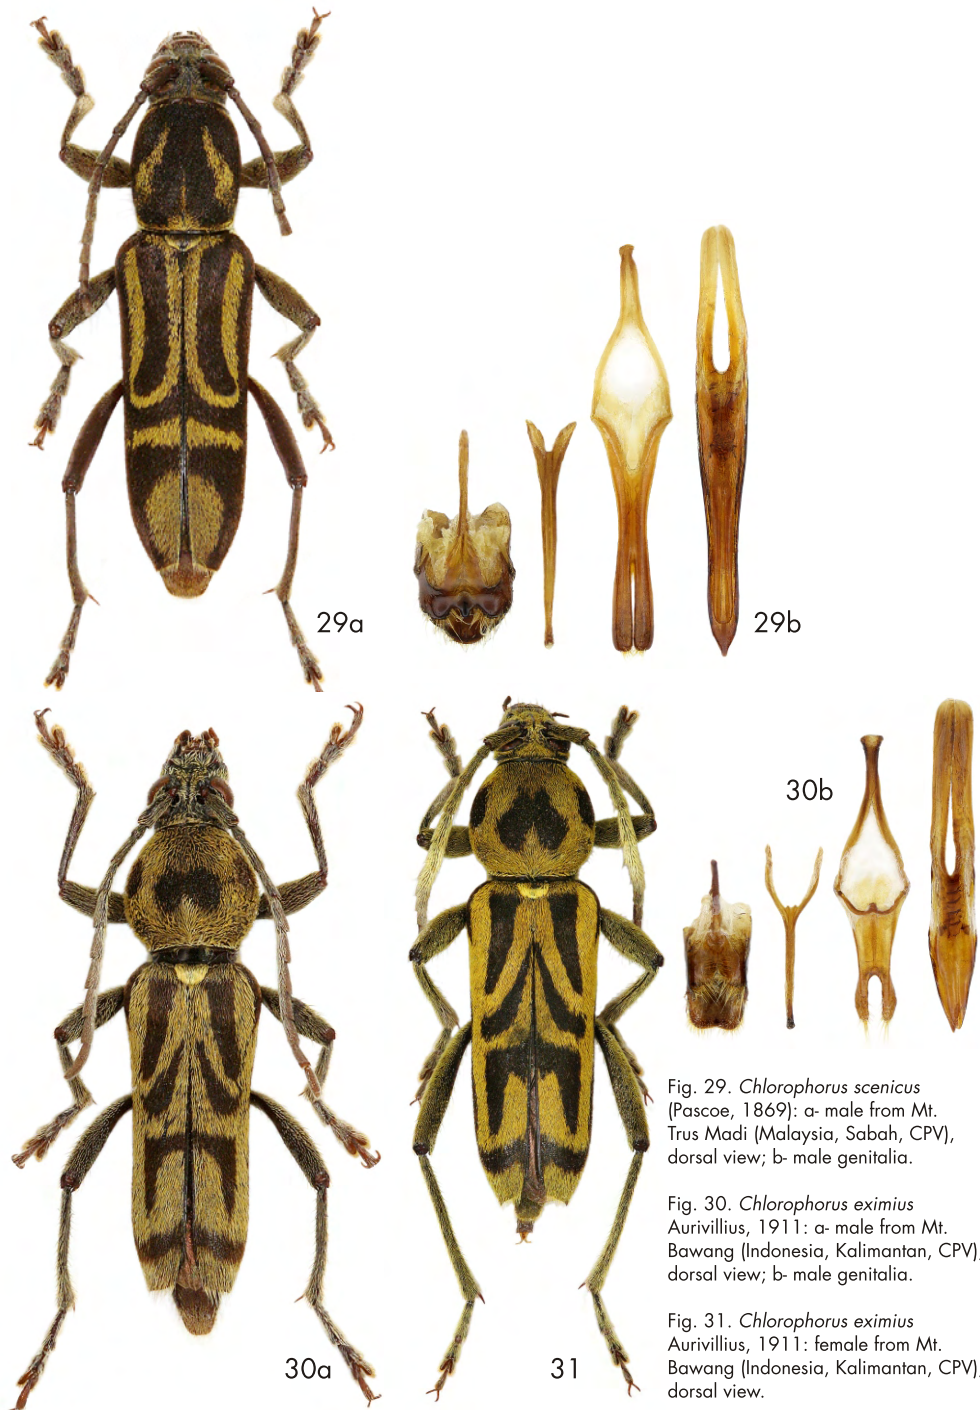 29a
29b
30b
30a
31
Fig. 29. Chlorophorus scenicus
(Pascoe, 1869): a- male from Mt.
Trus Madi (Malaysia, Sabah, CPV),
dorsal view; b- male genitalia.
Fig. 30. Chlorophorus eximius
Aurivillius, 1911: a- male from Mt.
Bawang (Indonesia, Kalimantan, CPV),
dorsal view; b- male genitalia.
Fig. 31. Chlorophorus eximius
Aurivillius, 1911: female from Mt.
Bawang (Indonesia, Kalimantan, CPV),
dorsal view.